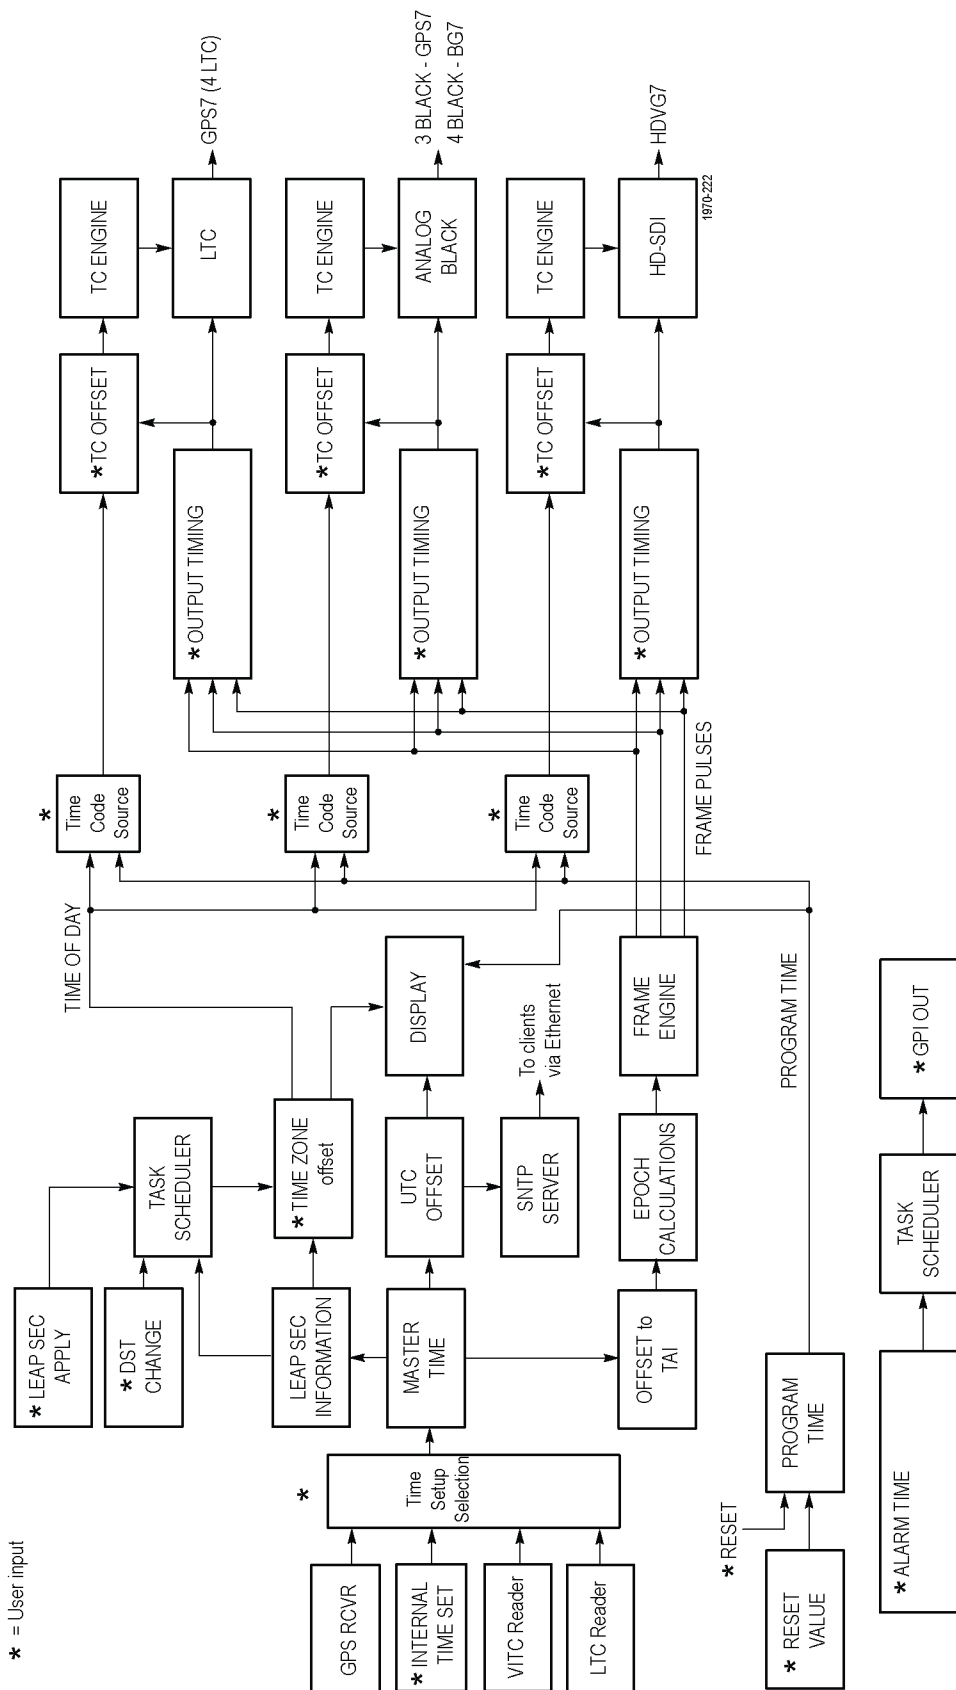 * = User input
* LEAP SEC
APPLY
* DST
CHANGE
TASK
SCHEDULER
LEAP SEC
INFORMATION
* TIME ZONE
offset
TIME OF DAY
GPS RCVR
* INTERNAL
TIME SET
VITC Reader
LTC Reader
*
Time
Setup
Selection
MASTER
TIME
UTC
OFFSET
DISPLAY
SNTP
SERVER
To clients
via Ethernet
OFFSET to
TAI
EPOCH
CALCULATIONS
FRAME
ENGINE
FRAME PULSES
*
Time
Code
Source
* TC OFFSET
TC ENGINE
* OUTPUT TIMING
LTC
GPS7 (4 LTC)
*
Time
Code
Source
* TC OFFSET
TC ENGINE
* OUTPUT TIMING
ANALOG
BLACK
3 BLACK - GPS7
4 BLACK - BG7
*
Time
Code
Source
* TC OFFSET
TC ENGINE
* OUTPUT TIMING
HD-SDI
HDVG7
1970-222
* RESET
* RESET
VALUE
PROGRAM
TIME
PROGRAM TIME
* ALARM TIME
TASK
SCHEDULER
* GPI OUT